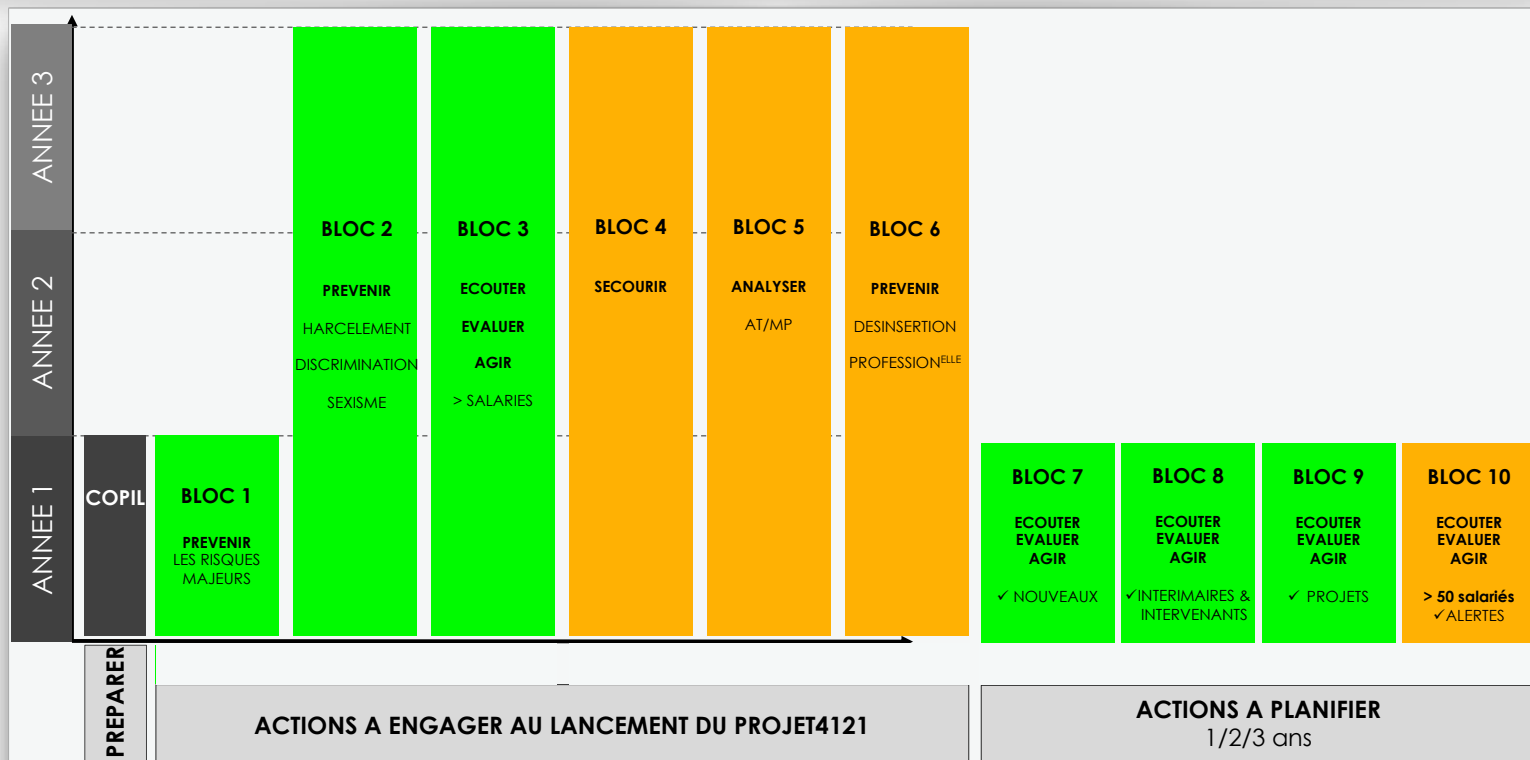 ANNEE 3
ANNEE 2
ANNEE 1
COPIL
BLOC 1
PREVENIR
LES RISQUES
MAJEURS
BLOC 2
PREVENIR
HARCELEMENT
DISCRIMINATION
SEXISME
BLOC 3
ECOUTER
EVALUER
AGIR
> SALARIES
BLOC 4
SECOURIR
BLOC 5
ANALYSER
AT/MP
BLOC 6
PREVENIR
DESINSERTION
PROFESSIONELLE
BLOC 7
ECOUTER
EVALUER
AGIR
✓ NOUVEAUX
BLOC 8
ECOUTER
EVALUER
AGIR
✓INTERIMAIRES &
INTERVENANTS
BLOC 9
ECOUTER
EVALUER
AGIR
✓ PROJETS
BLOC 10
ECOUTER
EVALUER
AGIR
> 50 salariés
✓ALERTES
PREPARER
ACTIONS A ENGAGER AU LANCEMENT DU PROJET4121
ACTIONS A PLANIFIER
1/2/3 ans